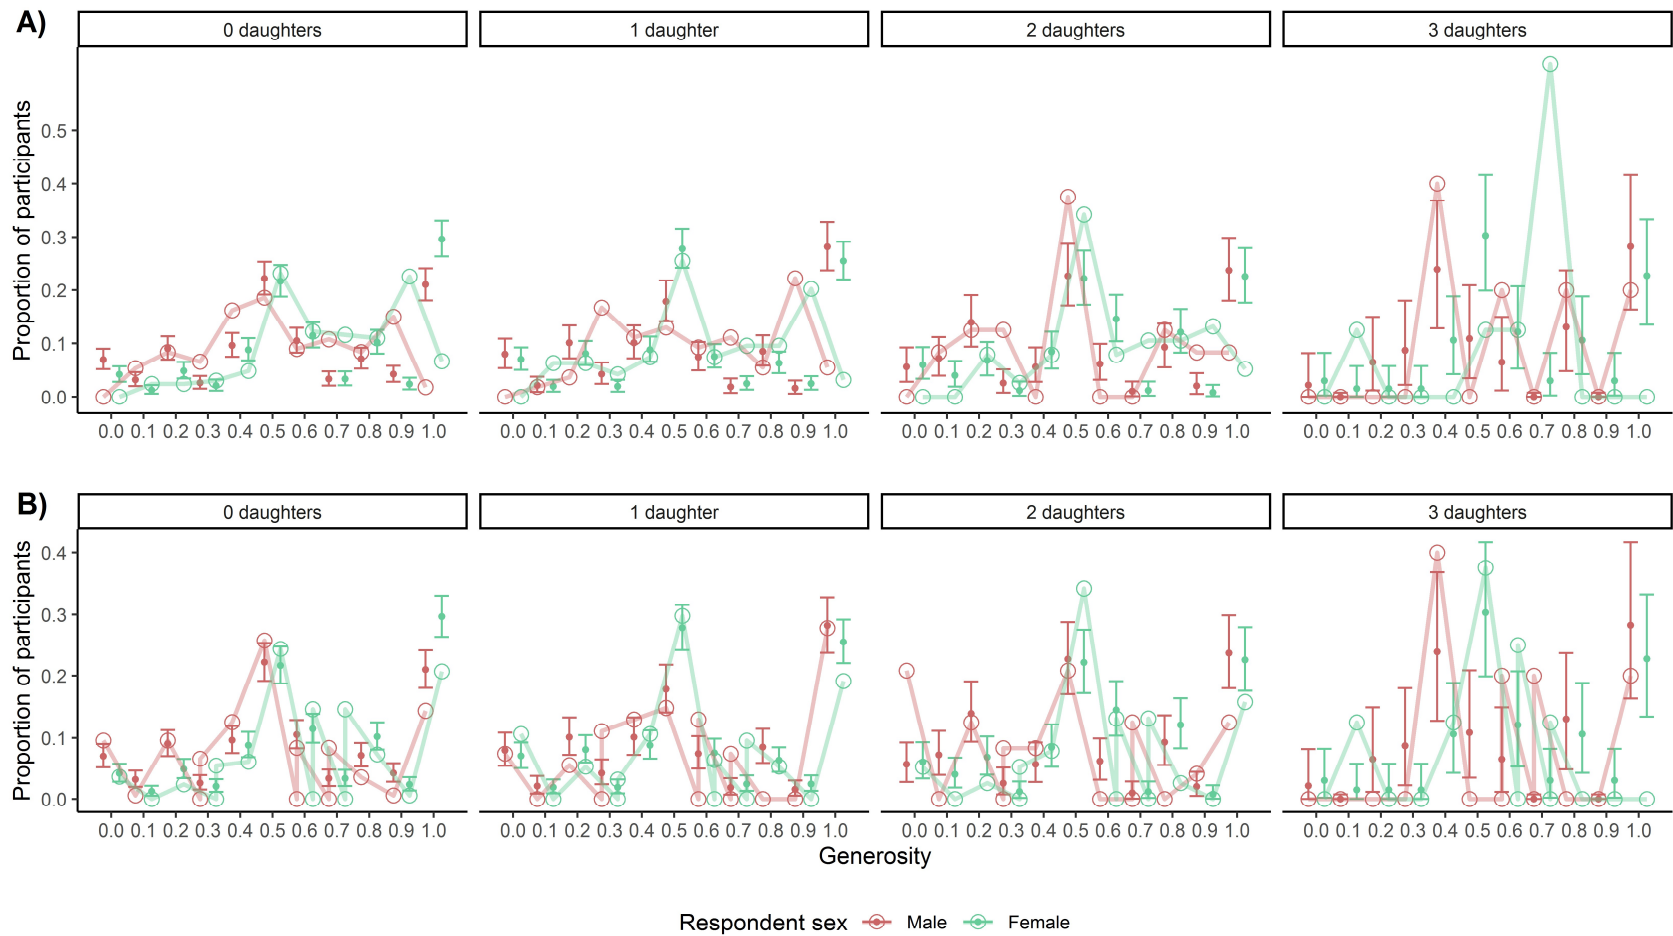 A)
0 daughters
1 daughter
2 daughters
3 daughters
Proportion of participants
0.5
0.4
0.3
0.2
0.1
0.0
0.0 0.1 0.2 0.3 0.4 0.5 0.6 0.7 0.8 0.9 1.0
0.0 0.1 0.2 0.3 0.4 0.5 0.6 0.7 0.8 0.9 1.0
0.0 0.1 0.2 0.3 0.4 0.5 0.6 0.7 0.8 0.9 1.0
0.0 0.1 0.2 0.3 0.4 0.5 0.6 0.7 0.8 0.9 1.0
B)
0 daughters
1 daughter
2 daughters
3 daughters
Proportion of participants
0.4
0.3
0.2
0.1
0.0
0.0 0.1 0.2 0.3 0.4 0.5 0.6 0.7 0.8 0.9 1.0
0.0 0.1 0.2 0.3 0.4 0.5 0.6 0.7 0.8 0.9 1.0
0.0 0.1 0.2 0.3 0.4 0.5 0.6 0.7 0.8 0.9 1.0
0.0 0.1 0.2 0.3 0.4 0.5 0.6 0.7 0.8 0.9 1.0
Generosity
Respondent sex Male Female